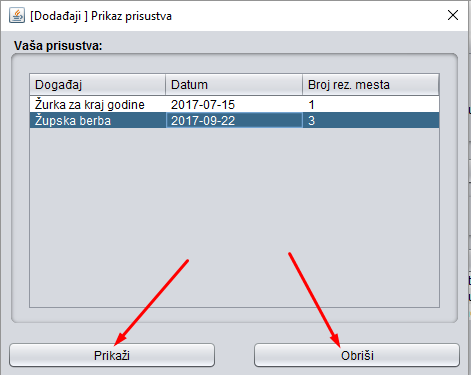 [Dodađaji ] Prikaz prisustva
Vaša prisustva:
Događaj Datum Broj rez. mesta
Žurka za kraj godine 2017-07-15 1
Župska berba 2017-09-22 3
Prikaži Obriši